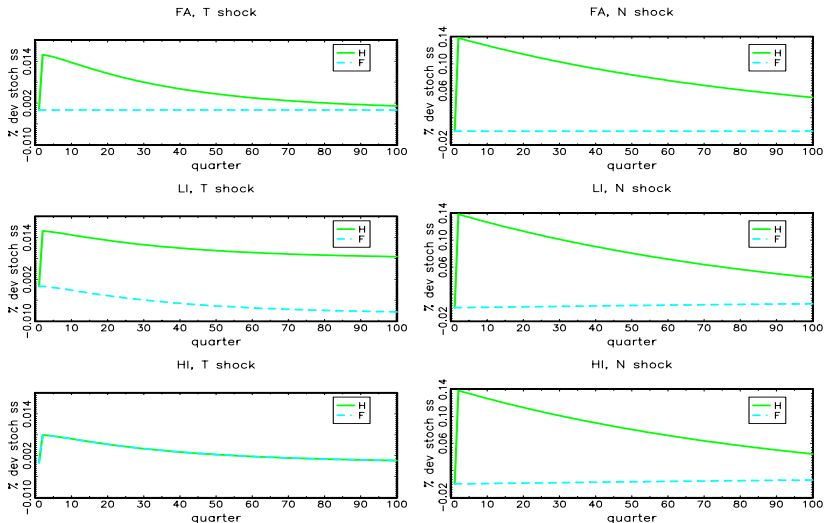 FA, T shock
% dev stoch ss
-0.010 0.002 0.014
H
F
0 10 20 30 40 50 60 70 80 90 100
quarter
FA, N shock
% dev stoch ss
-0.02 0.06 0.10 0.14
H
F
0 10 20 30 40 50 60 70 80 90 100
quarter
LI, T shock
% dev stoch ss
-0.010 0.002 0.014
H
F
0 10 20 30 40 50 60 70 80 90 100
quarter
LI, N shock
% dev stoch ss
-0.02 0.06 0.10 0.14
H
F
0 10 20 30 40 50 60 70 80 90 100
quarter
HI, T shock
% dev stoch ss
-0.010 0.002 0.014
H
F
0 10 20 30 40 50 60 70 80 90 100
quarter
HI, N shock
% dev stoch ss
-0.02 0.06 0.10 0.14
H
F
0 10 20 30 40 50 60 70 80 90 100
quarter